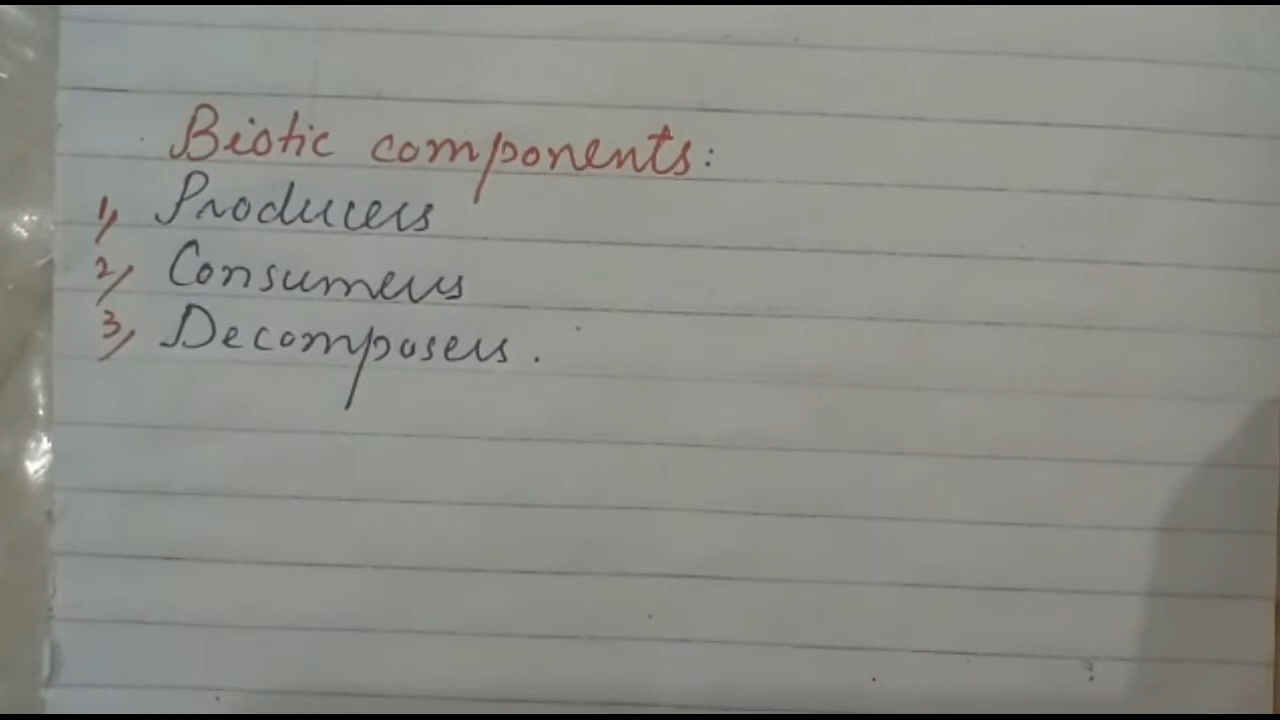 Biotic components:
1, Producers
2, Consumers
3, Decomposers.